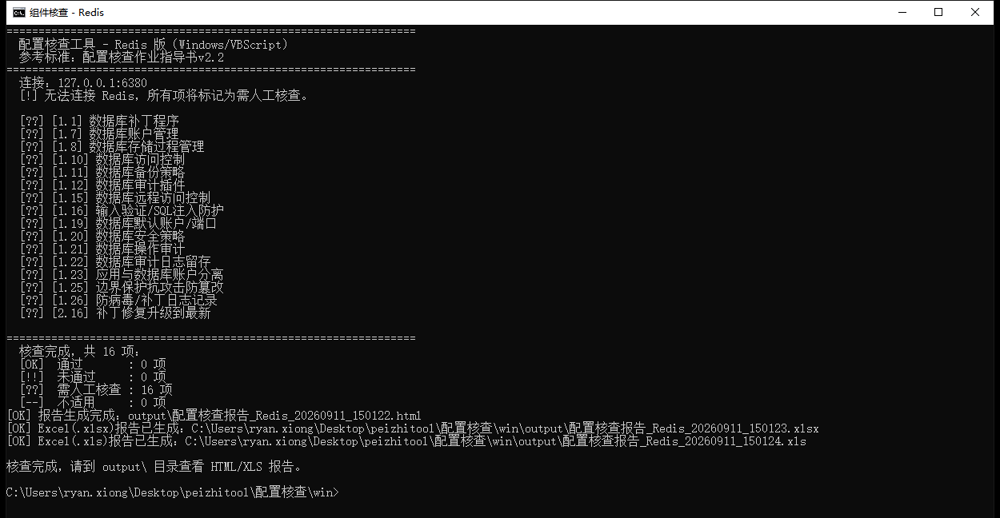 组件核查 - Redis
================================================================
配置核查工具 - Redis 版 (Windows/VBScript)
参考标准: 配置核查作业指导书v2.2
================================================================
连接: 127.0.0.1:6380
[!] 无法连接 Redis, 所有项将标记为需人工核查。
[??] [1.1] 数据库补丁程序
[??] [1.7] 数据库账户管理
[??] [1.8] 数据库存储过程管理
[??] [1.10] 数据库访问控制
[??] [1.11] 数据库备份策略
[??] [1.12] 数据库审计插件
[??] [1.15] 数据库远程访问控制
[??] [1.16] 输入验证/SQL注入防护
[??] [1.19] 数据库默认账户/端口
[??] [1.20] 数据库安全策略
[??] [1.21] 数据库操作审计
[??] [1.22] 数据库审计日志留存
[??] [1.23] 应用与数据库账户分离
[??] [1.25] 边界保护抗攻击防篡改
[??] [1.26] 防病毒/补丁日志记录
[??] [2.16] 补丁修复升级到最新
================================================================
核查完成, 共 16 项:
[OK] 通过 : 0 项
[!!] 未通过 : 0 项
[??] 需人工核查 : 16 项
[--] 不适用 : 0 项
[OK] 报告生成完成: output\配置核查报告_Redis_20260911_150122.html
[OK] Excel(.xlsx)报告已生成: C:\Users\ryan.xiong\Desktop\peizhitool\配置核查\win\output\配置核查报告_Redis_20260911_150123.xlsx
[OK] Excel(.xls)报告已生成: C:\Users\ryan.xiong\Desktop\peizhitool\配置核查\win\output\配置核查报告_Redis_20260911_150124.xls
核查完成, 请到 output\ 目录查看 HTML/XLS 报告。
C:\Users\ryan.xiong\Desktop\peizhitool\配置核查\win>